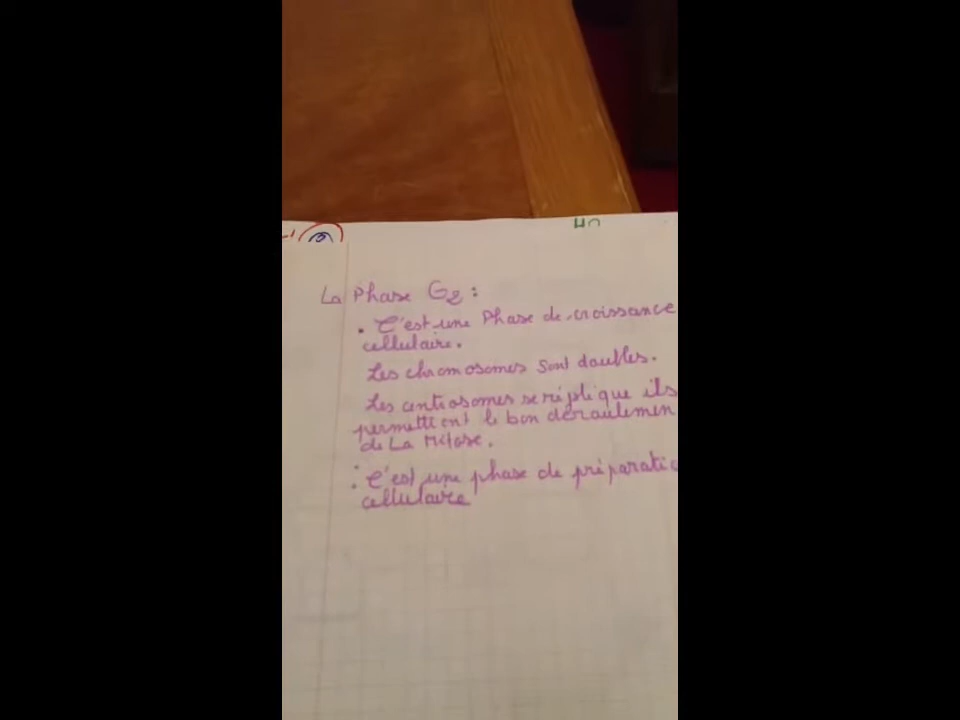 La Phase G2 :
• C'est une Phase de croissance
cellulaire.
Les chromosomes sont doubles.
Les centrosomes se réplique ils
permettent le bon déroulemen
de La Mitose.
: C'est une phase de préparatio
cellulaire